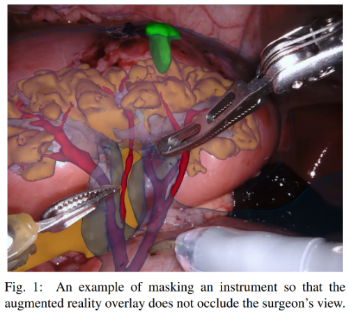 Fig. 1: An example of masking an instrument so that the
augmented reality overlay does not occlude the surgeon's view.